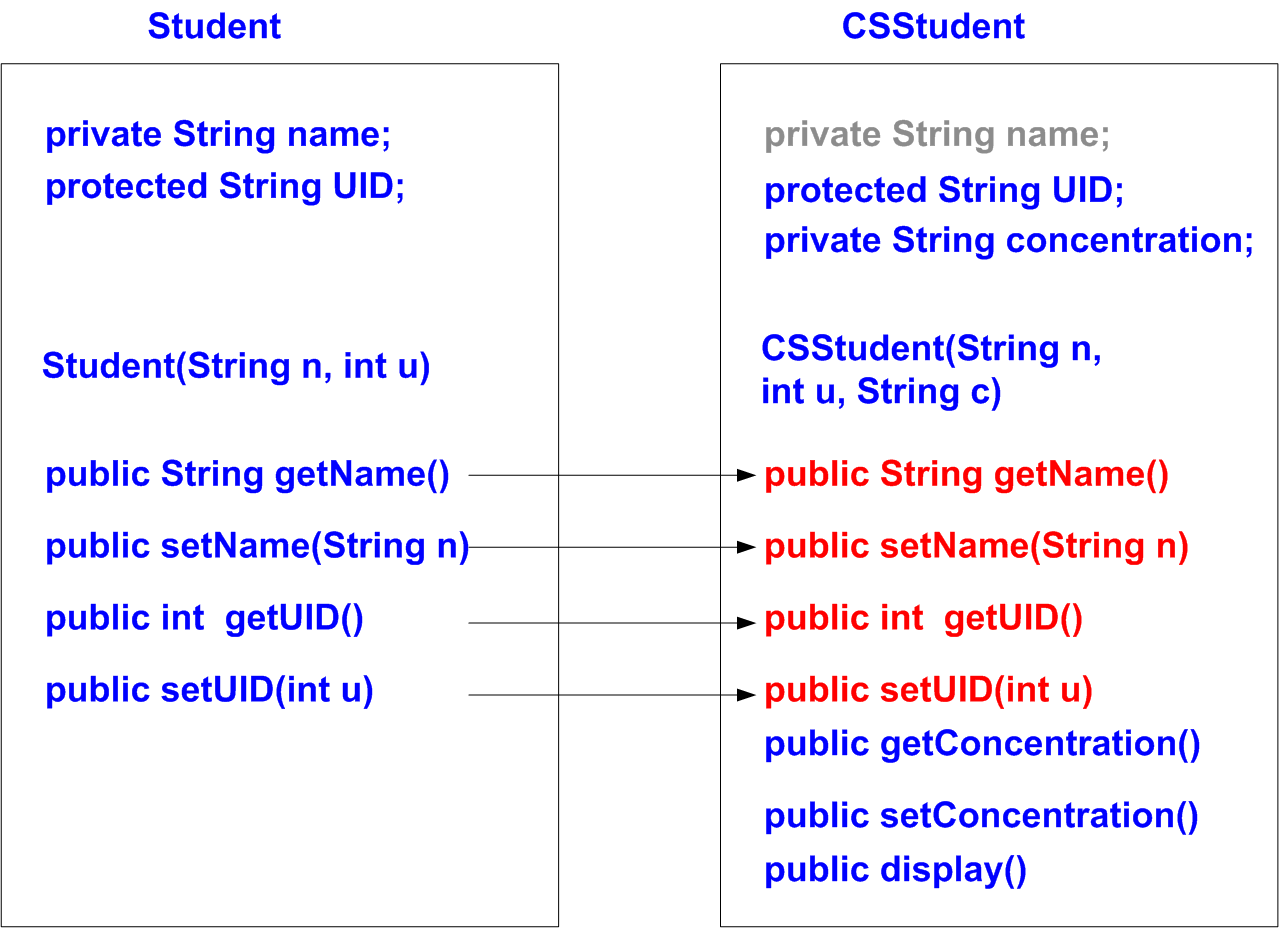 Student
private String name;
protected String UID;
Student(String n, int u)
public String getName()
public setName(String n)
public int  getUID()
public setUID(int u)
CSStudent
private String name;
protected String UID;
private String concentration;
CSStudent(String n,
int u, String c)
public String getName()
public setName(String n)
public int  getUID()
public setUID(int u)
public getConcentration()
public setConcentration()
public display()